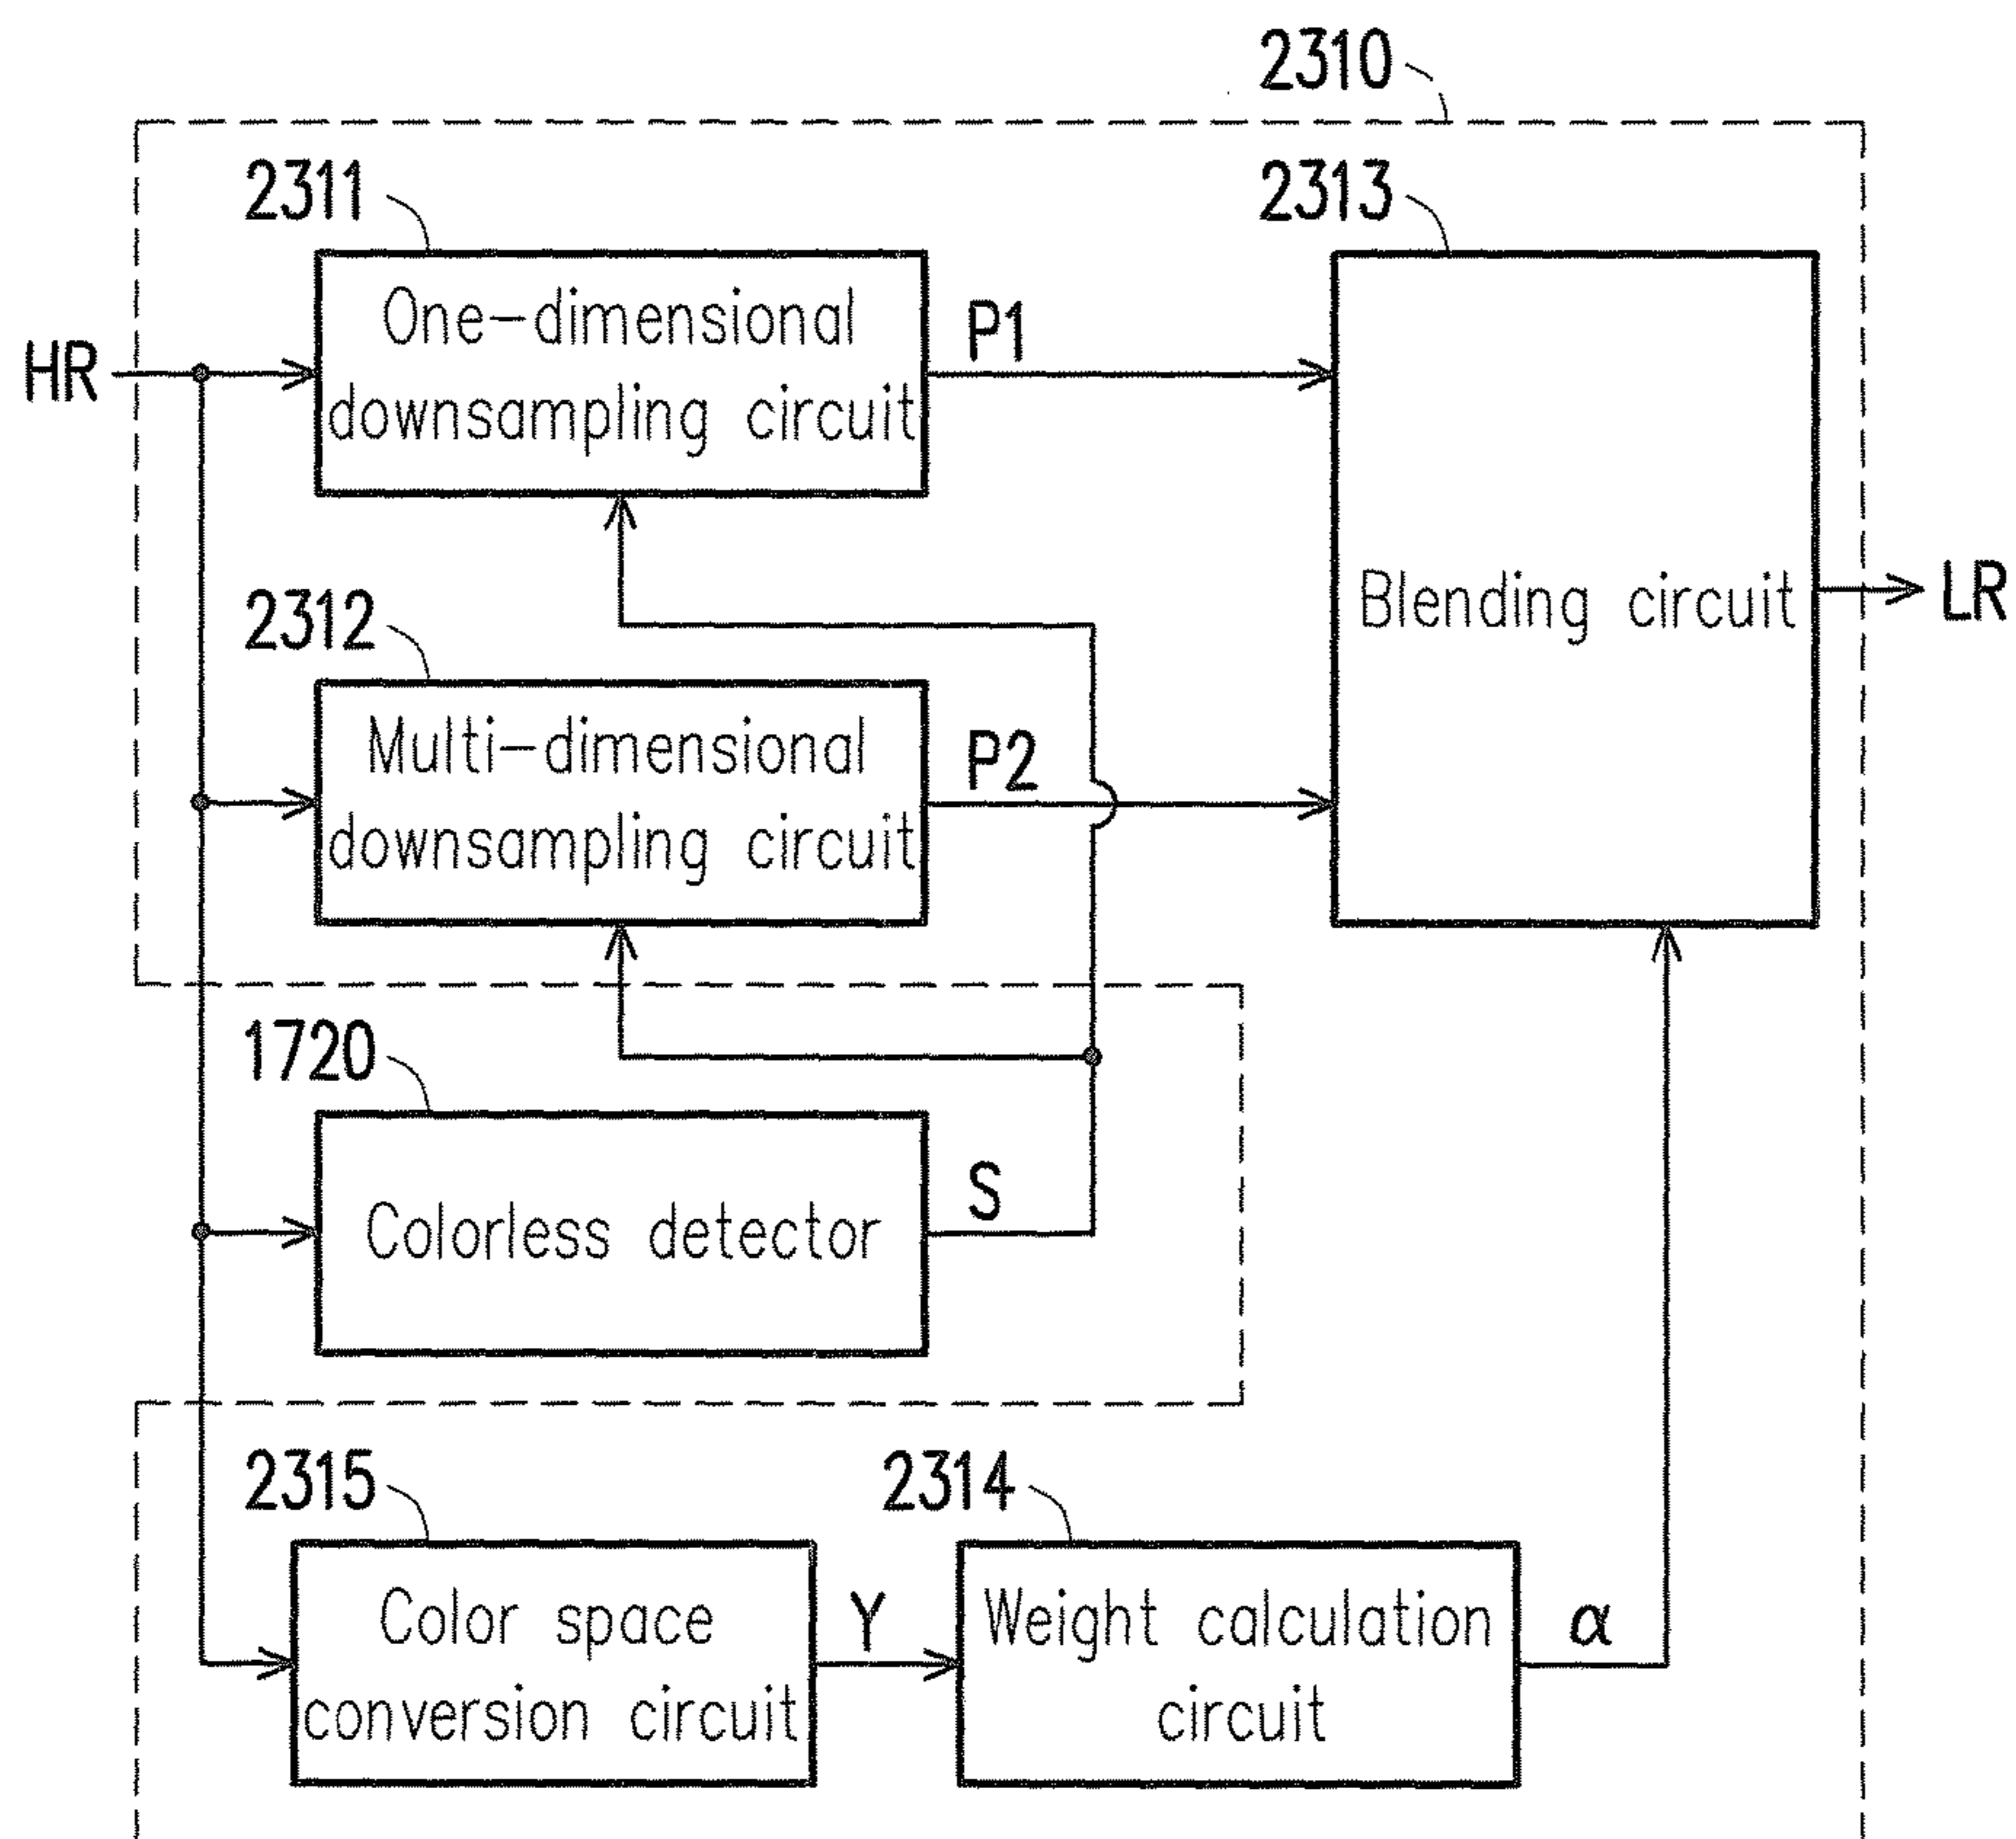 2310
2311
2313
One-dimensional
downsampling circuit
P1
HR
Blending circuit
LR
2312
Multi-dimensional
downsampling circuit
P2
1720
Colorless detector
S
2315
2314
Color space
conversion circuit
Y
Weight calculation
circuit
α